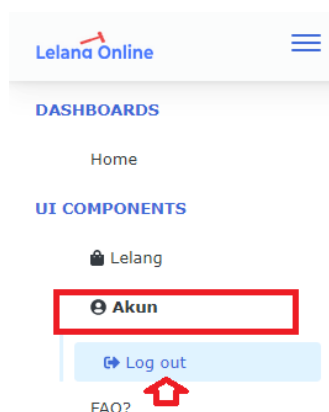 Lelang Online
DASHBOARDS
Home
UI COMPONENTS
Lelang
Akun
Log out
FAQ?